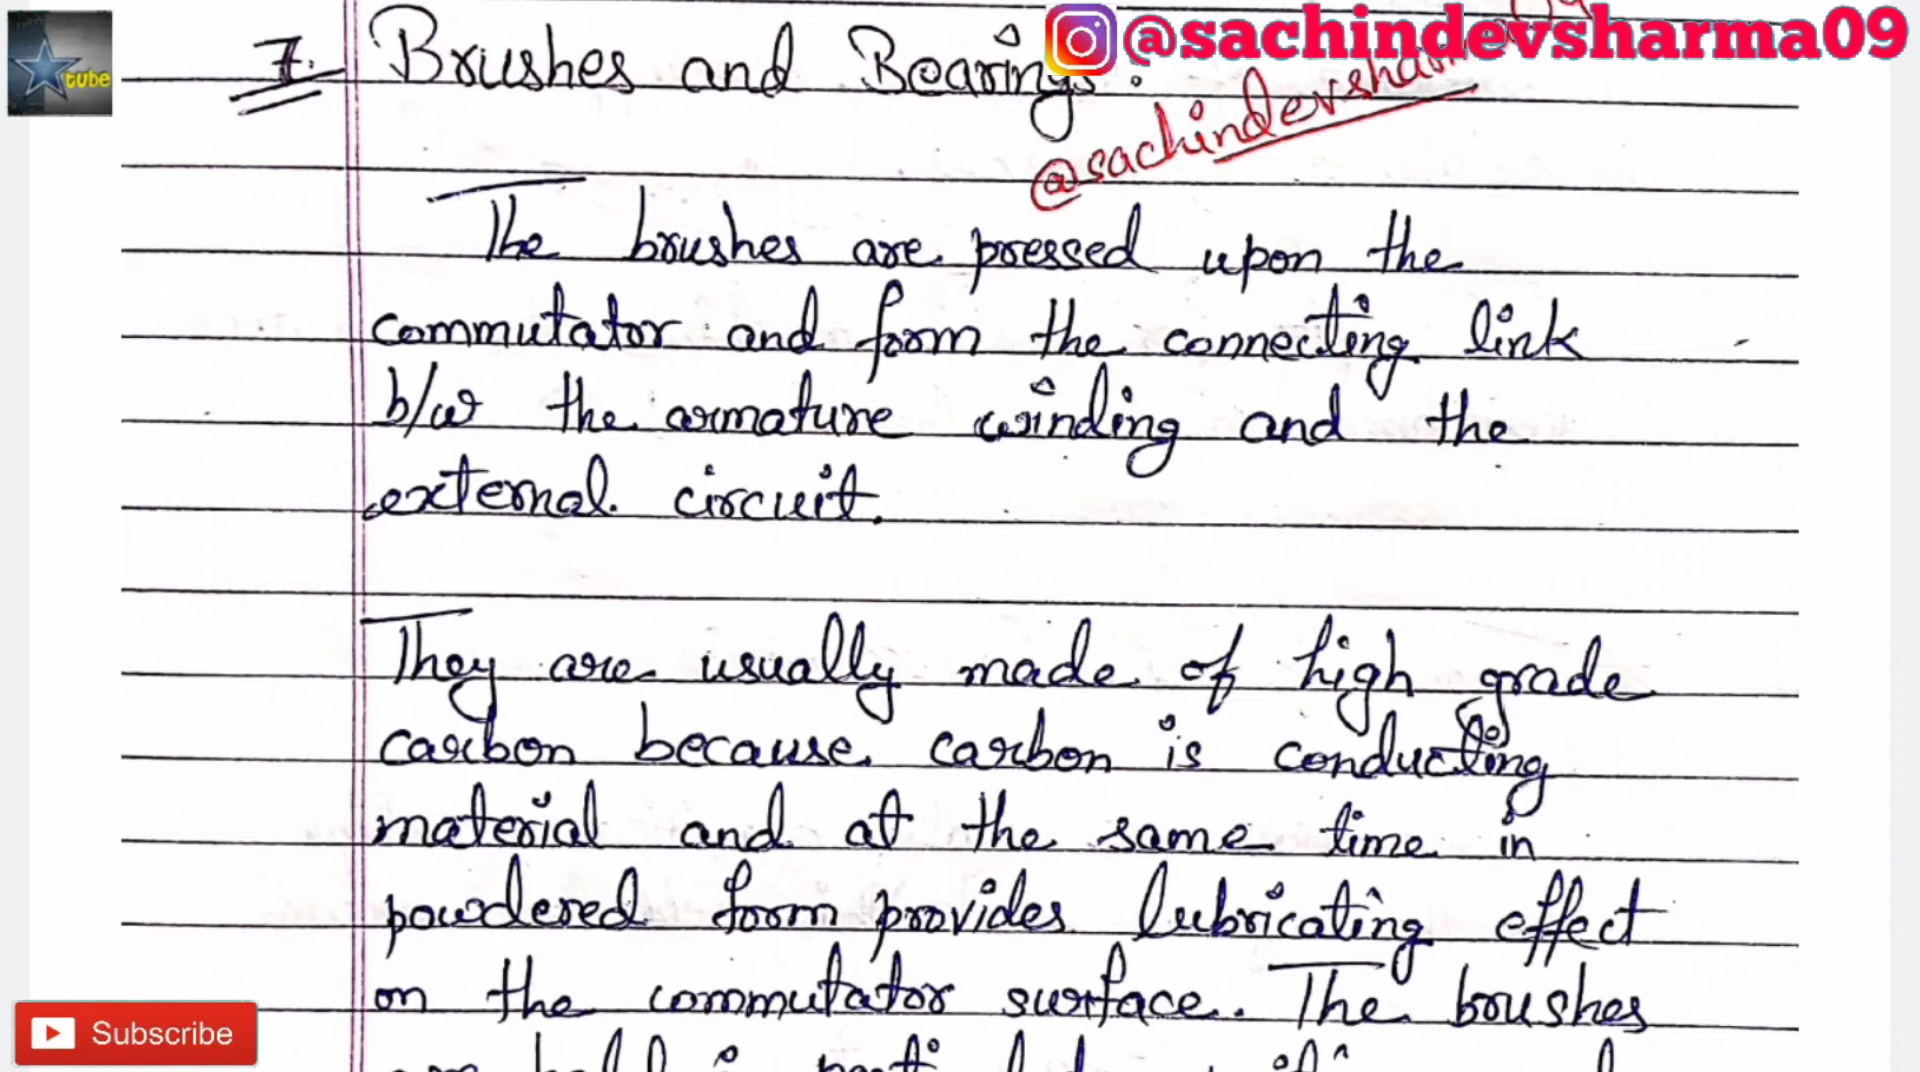 tube
@sachindevsharma09
7. Brushes and Bearings :
@sachindevsharma
The brushes are pressed upon the
commutator and form the connecting link
b/w the armature winding and the
external circuit.
They are usually made of high grade
carbon because carbon is conducting
material and at the same time in
powdered form provides lubricating effect
on the commutator surface. The brushes
Subscribe